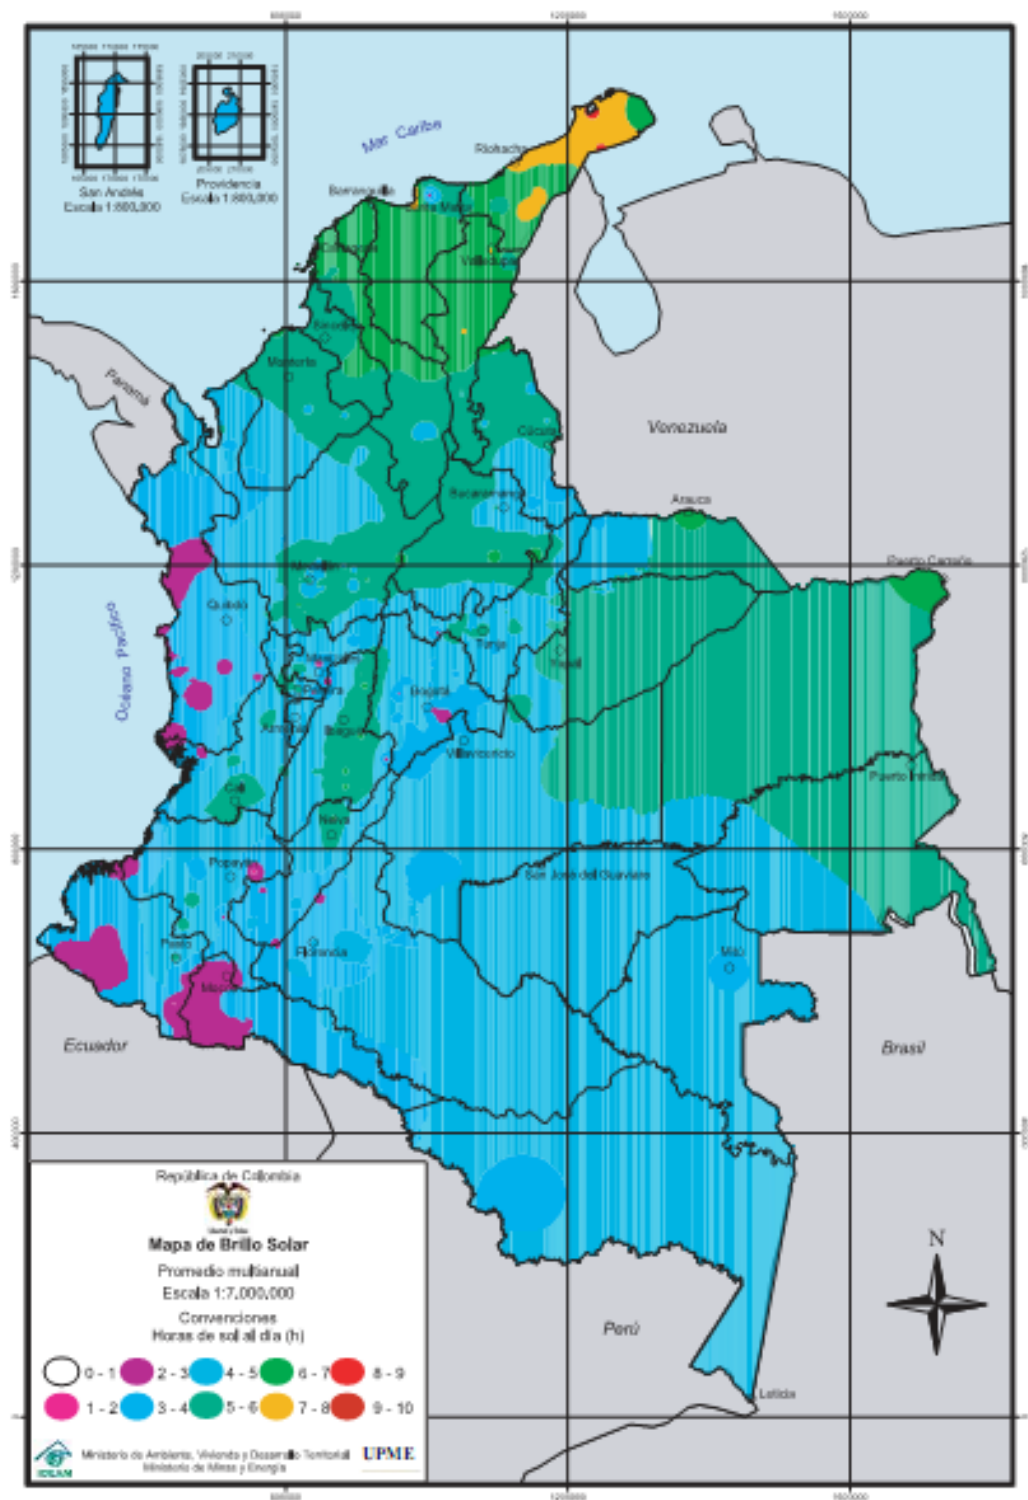 Mar Caribe
Riohacha
San Andrés
Escala 1:800,000
Providencia
Escala 1:800,000
Barranquilla
Santa Marta
Cartagena
Valledupar
Sincelejo
Montería
Panamá
Venezuela
Cúcuta
Bucaramanga
Arauca
Puerto Carreño
Medellín
Océano Pacífico
Quibdó
Tunja
Yopal
Manizales
Pereira
Bogotá
Armenia
Ibagué
Villavicencio
Puerto Inírida
Cali
Neiva
Popayán
San José del Guaviare
Pasto
Florencia
Mitú
Mocoa
Ecuador
Brasil
República de Colombia
Mapa de Brillo Solar
Promedio multianual
Escala 1:7,000,000
Convenciones
Horas de sol al día (h)
0 - 1 2 - 3 4 - 5 6 - 7 8 - 9
1 - 2 3 - 4 5 - 6 7 - 8 9 - 10
IDEAM
Ministerio de Ambiente, Vivienda y Desarrollo Territorial
Ministerio de Minas y Energía
UPME
N
Perú
Leticia